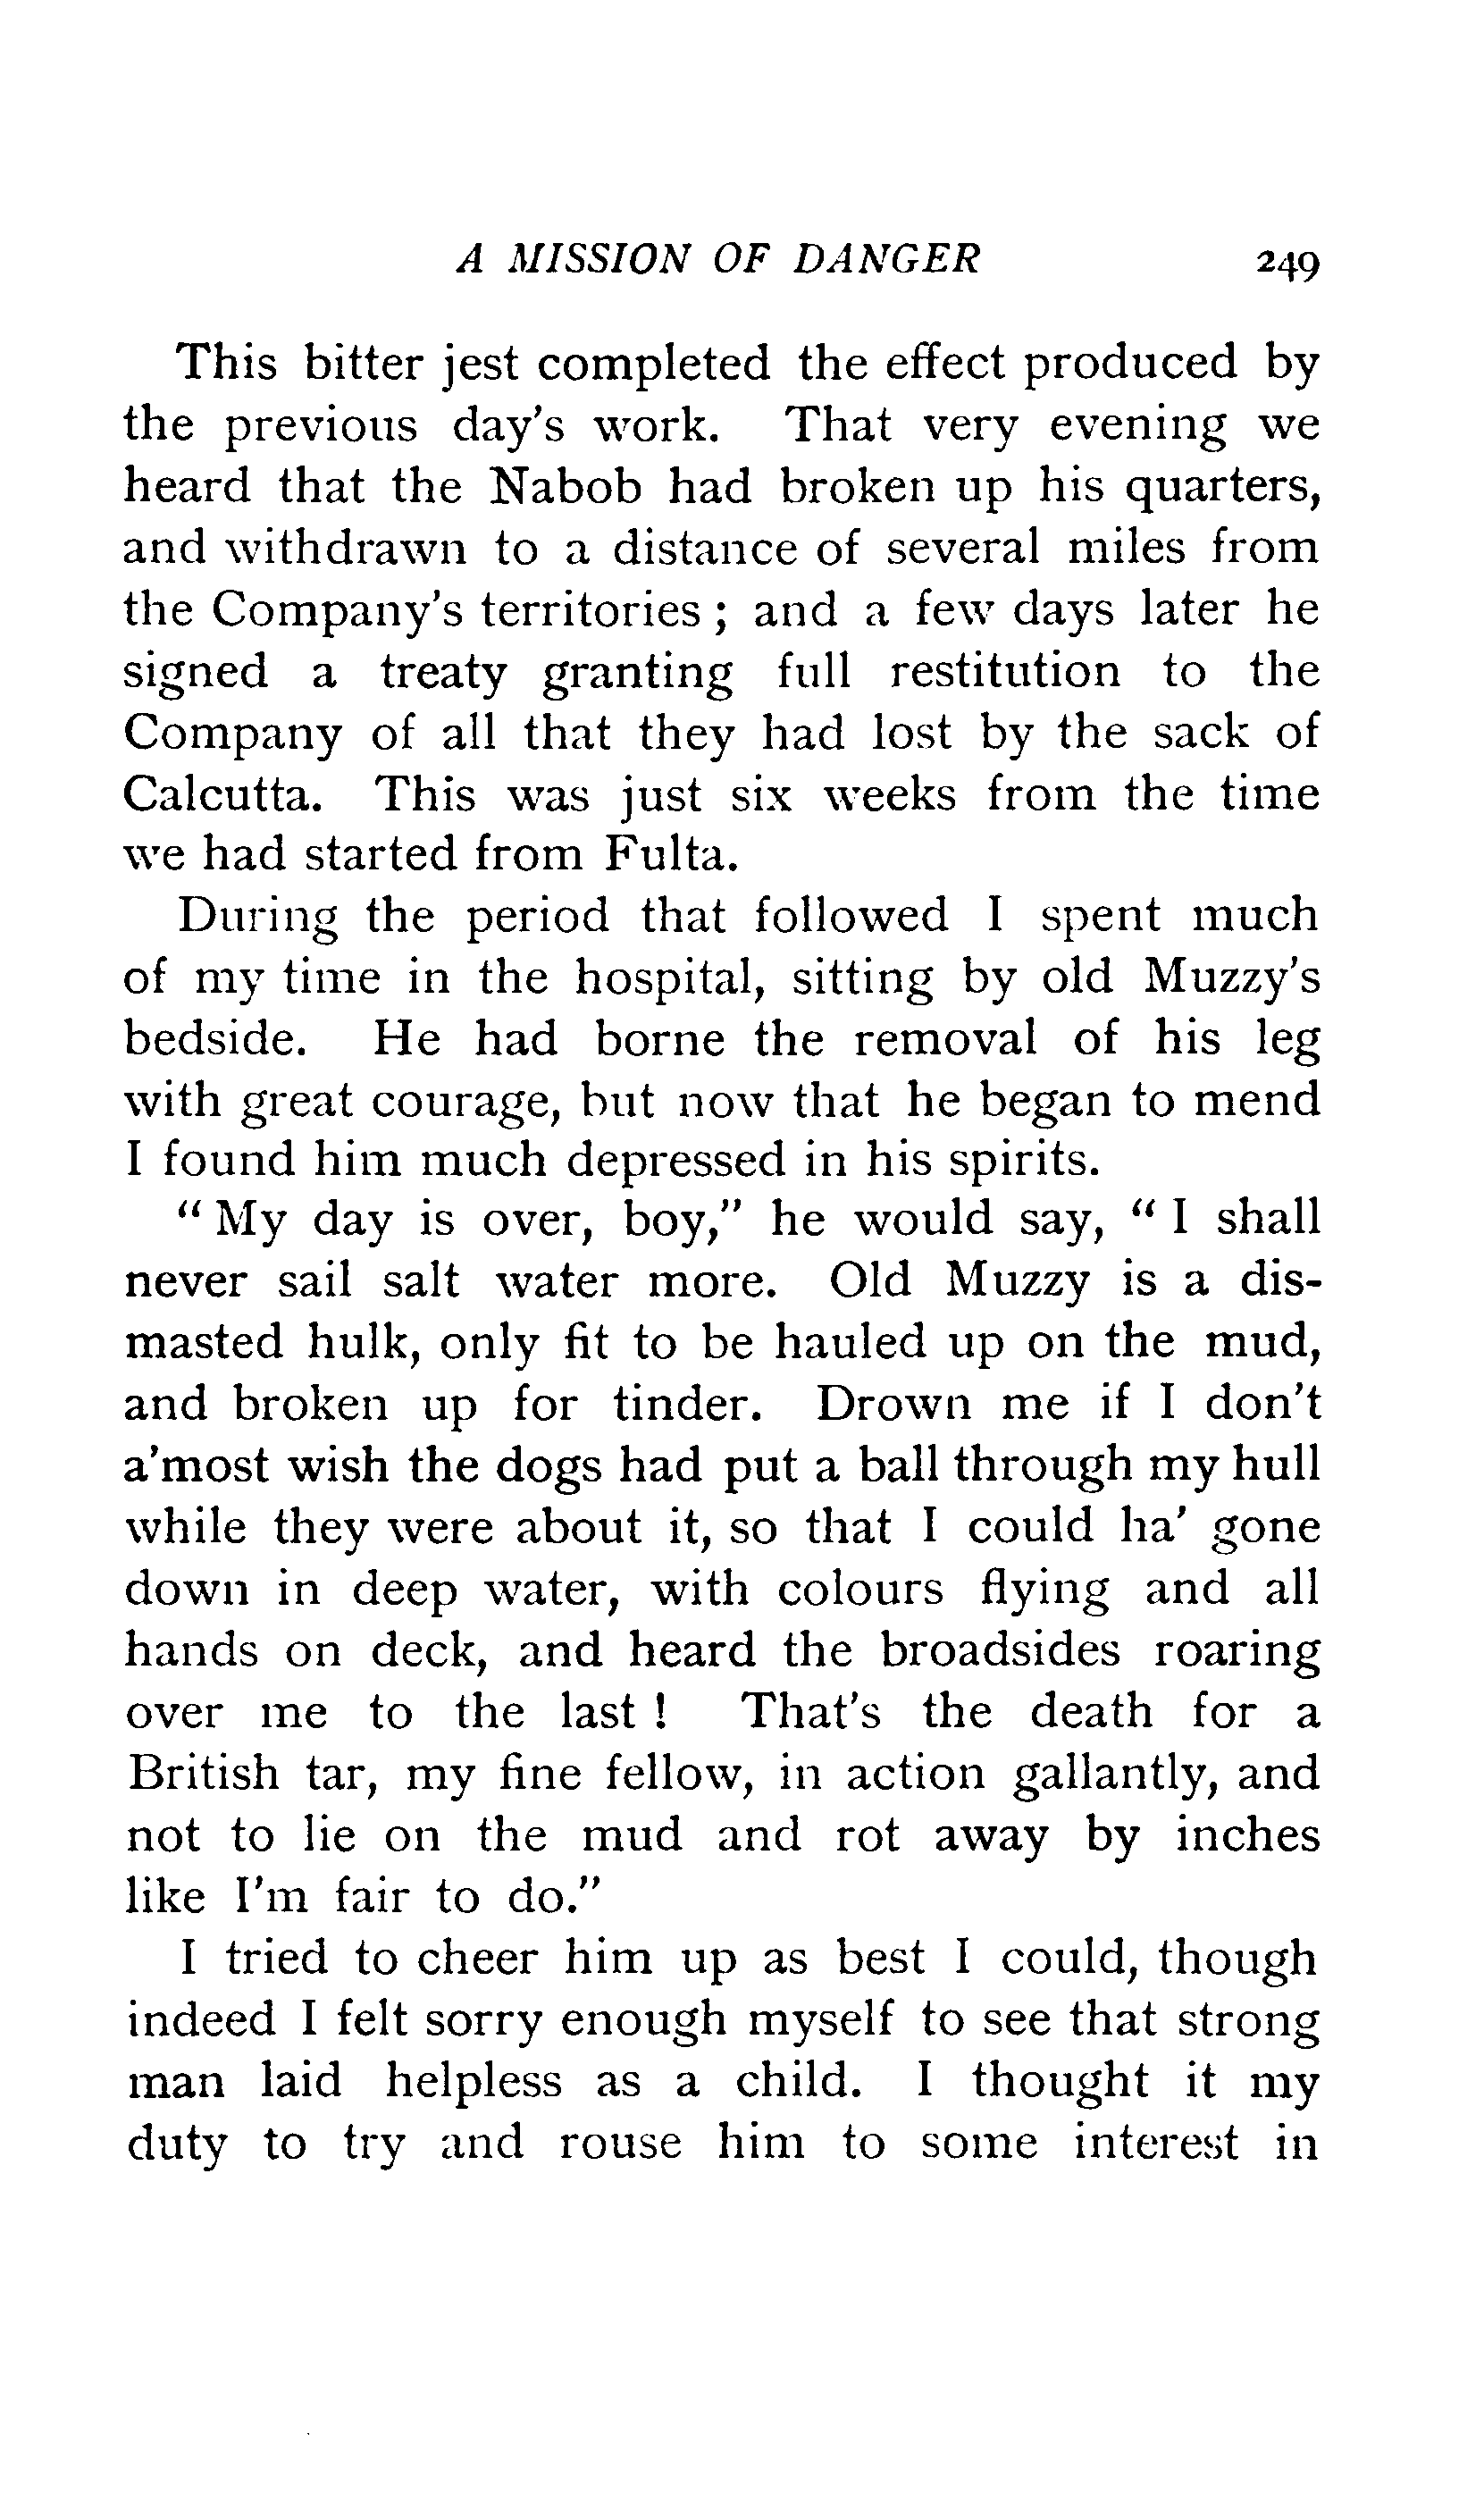 A MISSION OF DANGER 249
This bitter jest completed the effect produced by
the previous day's work. That very evening we
heard that the Nabob had broken up his quarters,
and withdrawn to a distance of several miles from
the Company's territories ; and a few days later he
signed a treaty granting full restitution to the
Company of all that they had lost by the sack of
Calcutta. This was just six weeks from the time
we had started from Fulta.
During the period that followed I spent much
of my time in the hospital, sitting by old Muzzy's
bedside. He had borne the removal of his leg
with great courage, but now that he began to mend
I found him much depressed in his spirits.
" My day is over, boy," he would say, " I shall
never sail salt water more. Old Muzzy is a dis-
masted hulk, only fit to be hauled up on the mud,
and broken up for tinder. Drown me if I don't
a'most wish the dogs had put a ball through my hull
while they were about it, so that I could ha' gone
down in deep water, with colours flying and all
hands on deck, and heard the broadsides roaring
over me to the last ! That's the death for a
British tar, my fine fellow, in action gallantly, and
not to lie on the mud and rot away by inches
like I'm fair to do."
I tried to cheer him up as best I could, though
indeed I felt sorry enough myself to see that strong
man laid helpless as a child. I thought it my
duty to try and rouse him to some interest in